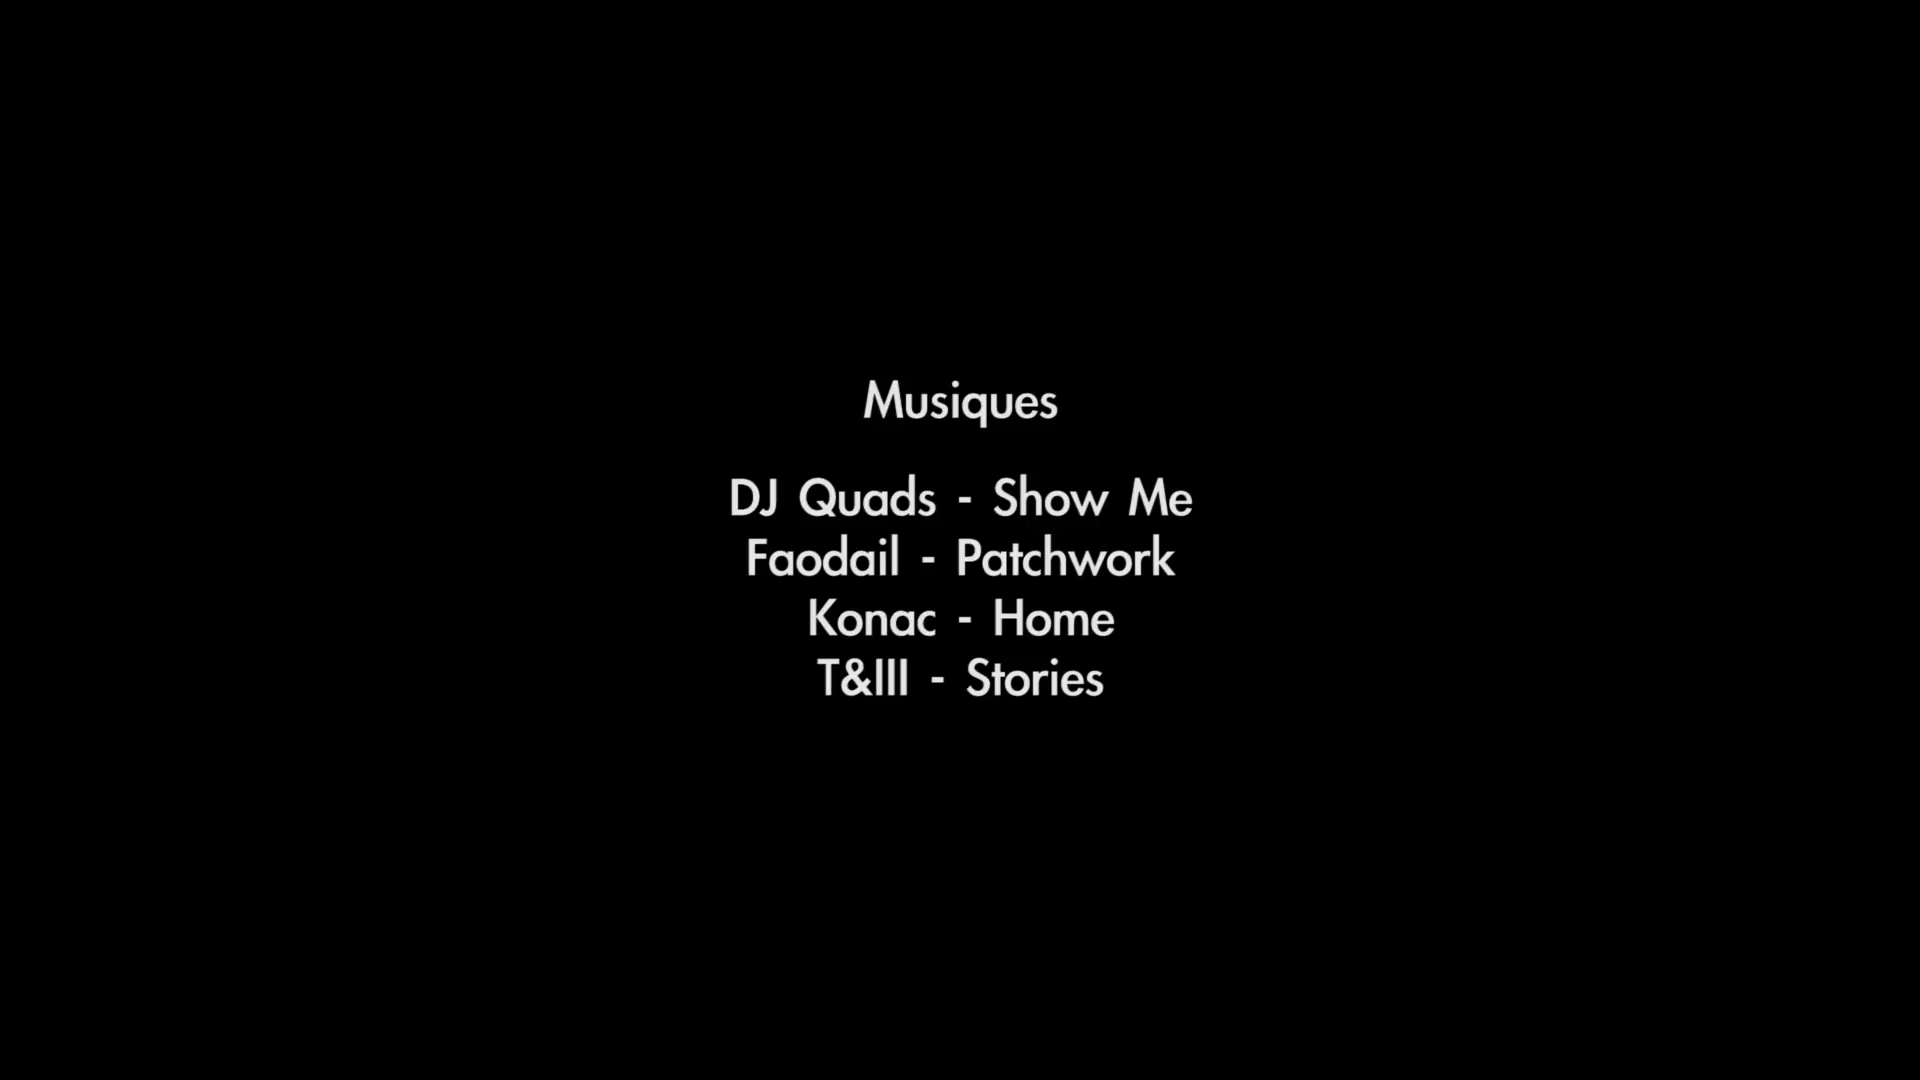 Musiques
DJ Quads - Show Me
Faodail - Patchwork
Konac - Home
T&III - Stories